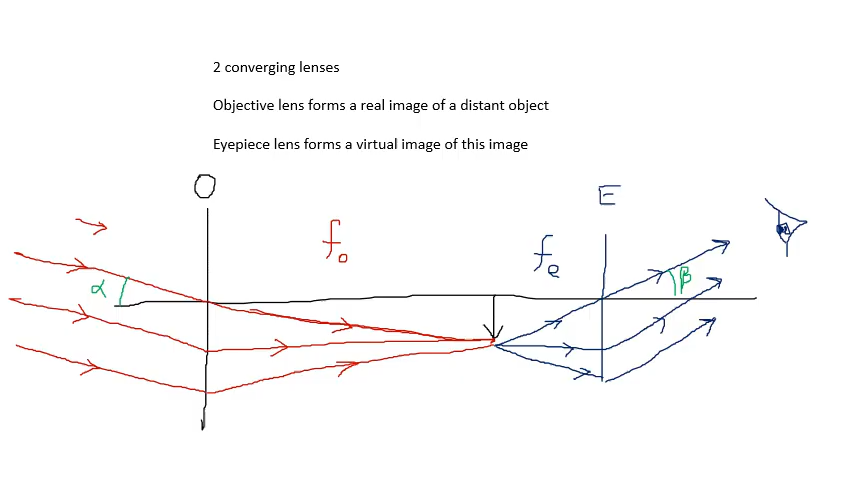 2 converging lenses
Objective lens forms a real image of a distant object
Eyepiece lens forms a virtual image of this image
O
E
fo
fe
α
β